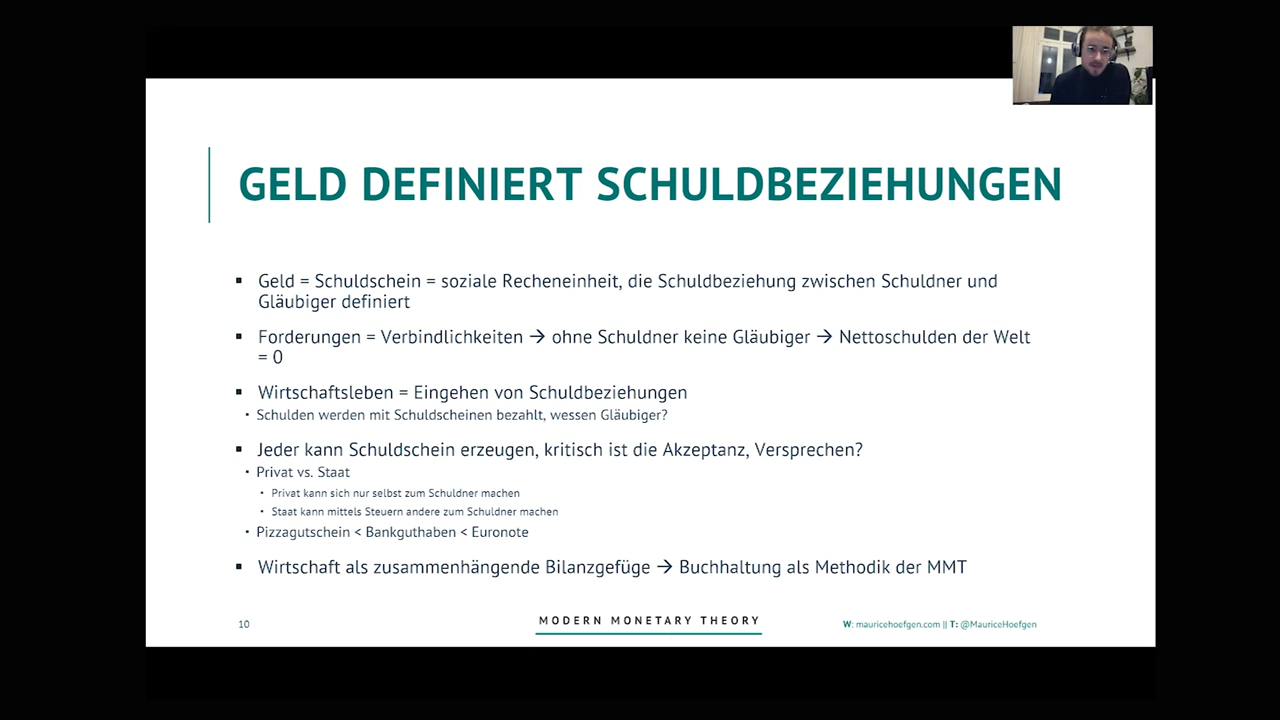 GELD DEFINIERT SCHULDBEZIEHUNGEN
▪ Geld = Schuldschein = soziale Recheneinheit, die Schuldbeziehung zwischen Schuldner und
Gläubiger definiert
▪ Forderungen = Verbindlichkeiten → ohne Schuldner keine Gläubiger → Nettoschulden der Welt
= 0
▪ Wirtschaftsleben = Eingehen von Schuldbeziehungen
• Schulden werden mit Schuldscheinen bezahlt, wessen Gläubiger?
▪ Jeder kann Schuldschein erzeugen, kritisch ist die Akzeptanz, Versprechen?
• Privat vs. Staat
• Privat kann sich nur selbst zum Schuldner machen
• Staat kann mittels Steuern andere zum Schuldner machen
• Pizzagutschein < Bankguthaben < Euronote
▪ Wirtschaft als zusammenhängende Bilanzgefüge → Buchhaltung als Methodik der MMT
10
MODERN MONETARY THEORY
W: mauricehoefgen.com || T: @MauriceHoefgen